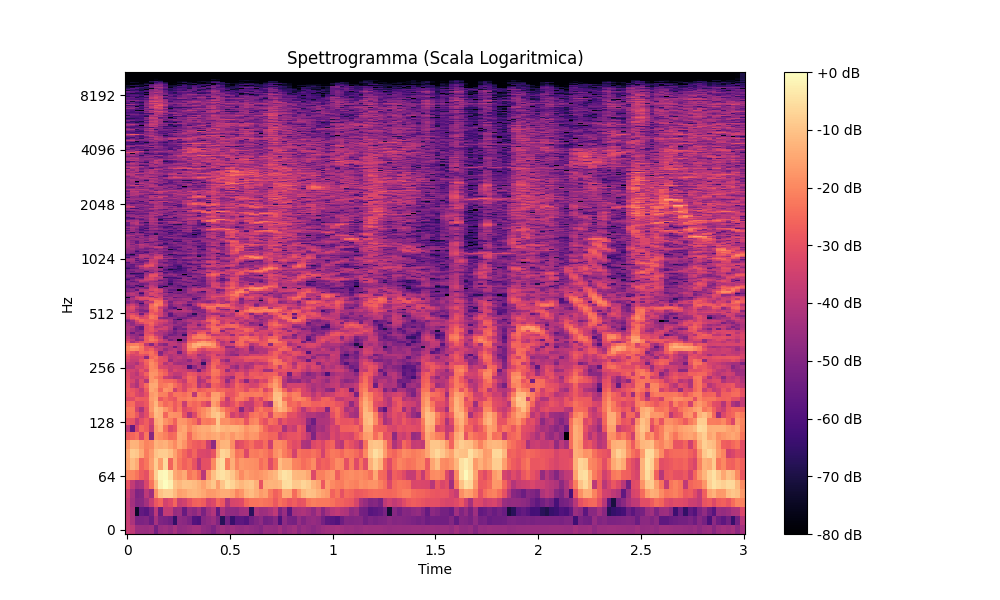 Spettrogramma (Scala Logaritmica)
Hz
8192
4096
2048
1024
512
256
128
64
0
0 0.5 1 1.5 2 2.5 3
Time
+0 dB
-10 dB
-20 dB
-30 dB
-40 dB
-50 dB
-60 dB
-70 dB
-80 dB